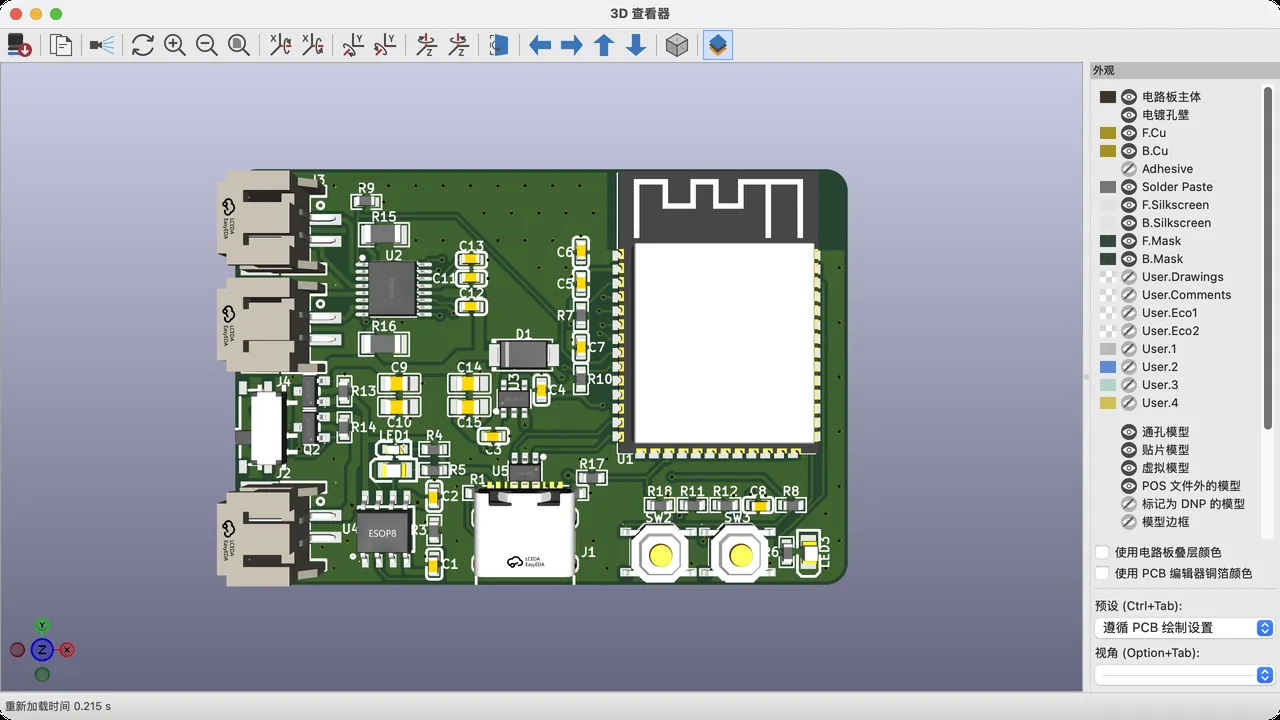 3D 查看器
外观
电路板主体
电镀孔壁
F.Cu
B.Cu
Adhesive
Solder Paste
F.Silkscreen
B.Silkscreen
F.Mask
B.Mask
User.Drawings
User.Comments
User.Eco1
User.Eco2
User.1
User.2
User.3
User.4
通孔模型
贴片模型
虚拟模型
POS 文件外的模型
标记为 DNP 的模型
模型边框
使用电路板叠层颜色
使用 PCB 编辑器铜箔颜色
预设 (Ctrl+Tab):
遵循 PCB 绘制设置
视角 (Option+Tab):
J3
R9
R15
U2
C13
C11
C12
R16
C6
C5
R7
C7
R10
D1
U3
C4
C9
C14
R13
C10
C15
R14
J4
Q2
LED1
R4
C3
R5
J2
U5
R1
R17
U1
C2
U4
ESOP8
R3
C1
LCEDA
EasyEDA
J1
R18
R11
R12
C8
R8
SW2
SW3
R6
LED3
LCEDA
EasyEDA
LCEDA
EasyEDA
LCEDA
EasyEDA
Y
Z
X
重新加载时间 0.215 s